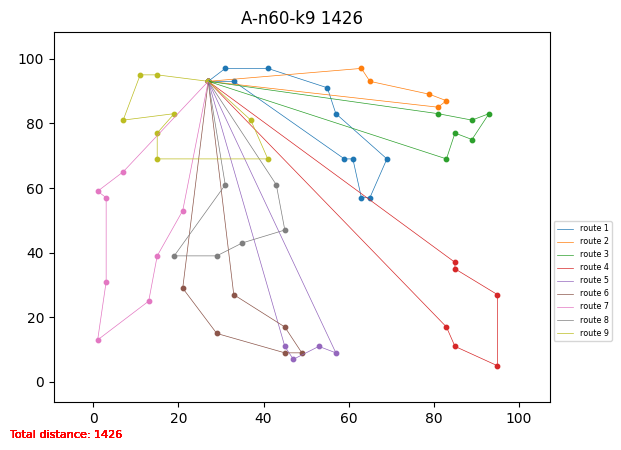 A-n60-k9 1426
100
80
60
40
20
0
0 20 40 60 80 100
route 1
route 2
route 3
route 4
route 5
route 6
route 7
route 8
route 9
Total distance: 1426